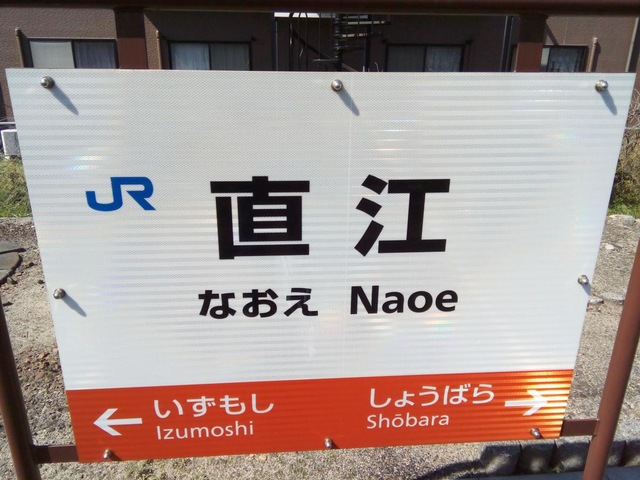 JR
直江
なおえ Naoe
← いずもし しょうばら →
Izumoshi Shōbara